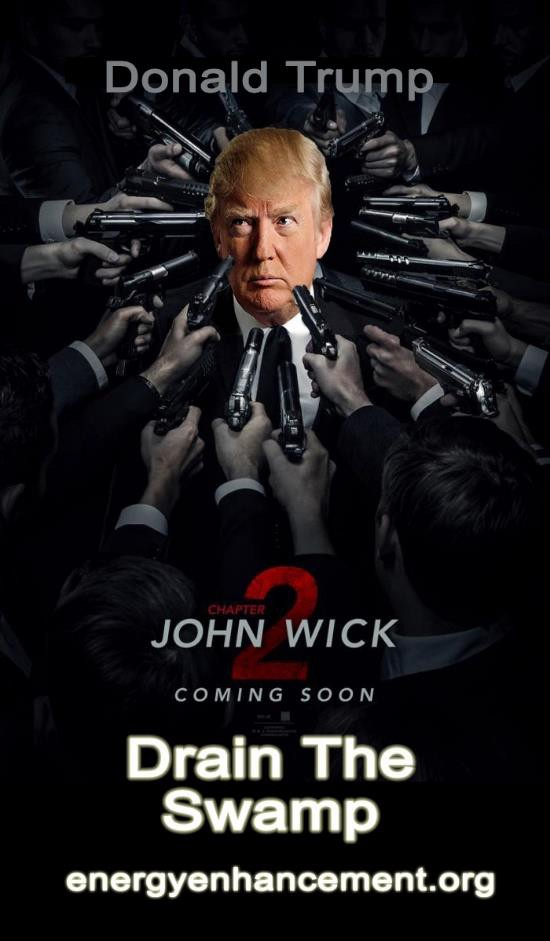 Donald Trump
CHAPTER
2
JOHN WICK
COMING SOON
Drain The
Swamp
energyenhancement.org